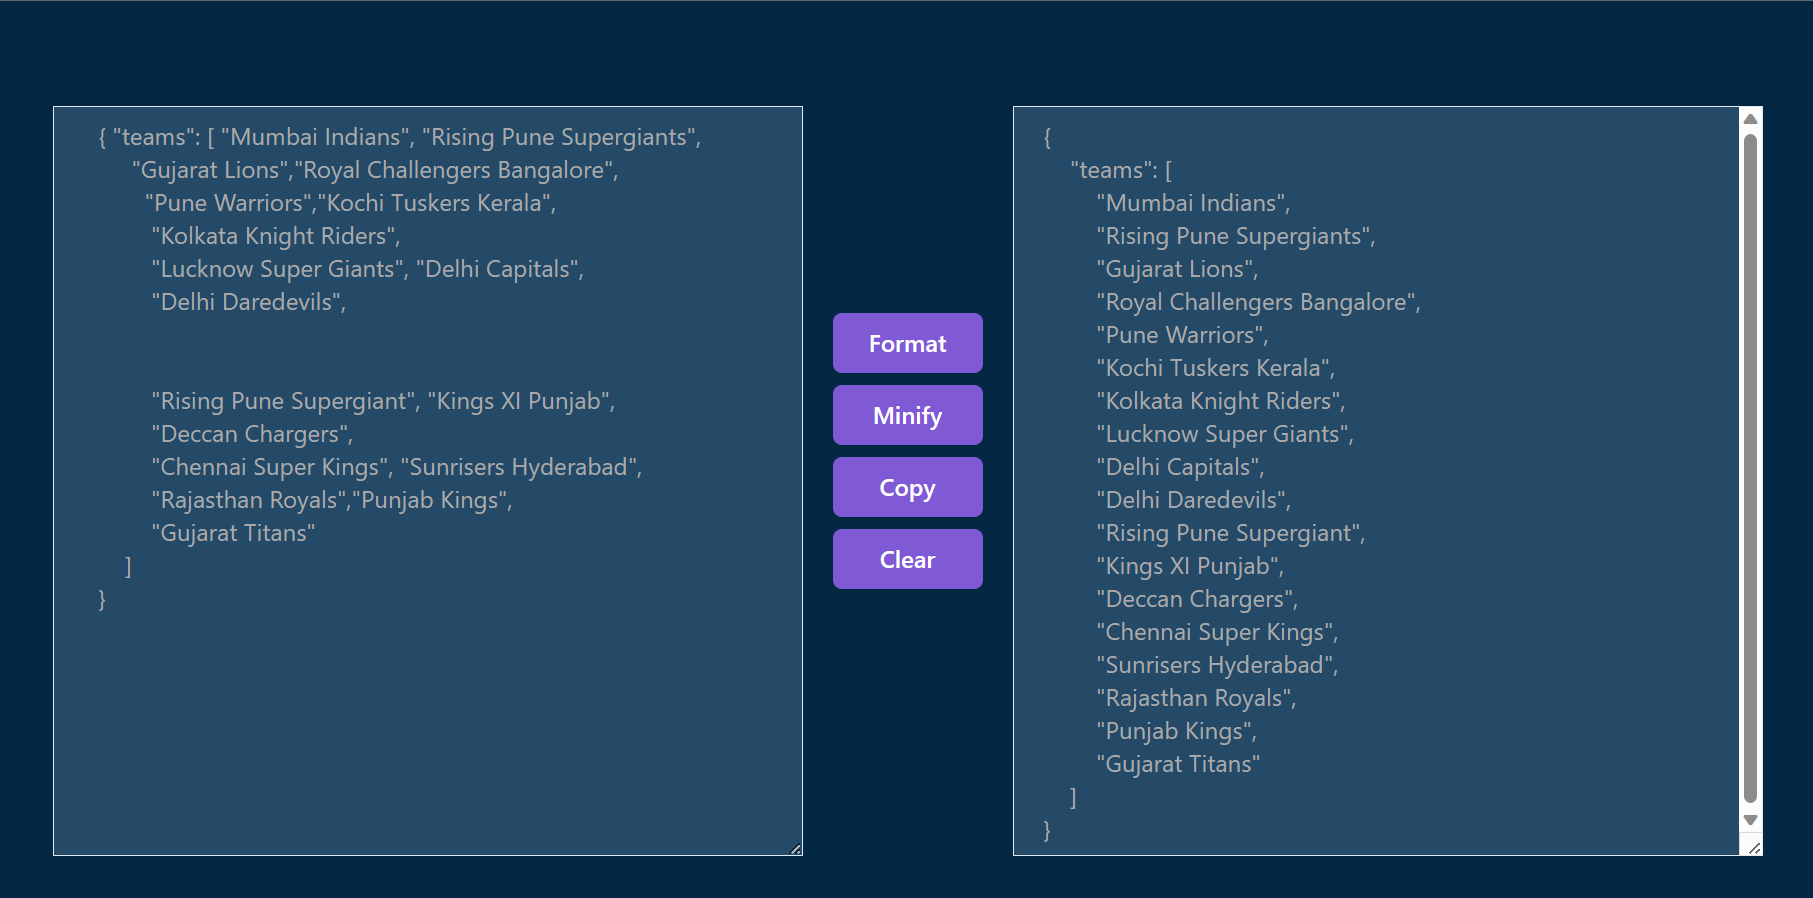 { "teams": [ "Mumbai Indians", "Rising Pune Supergiants",
"Gujarat Lions","Royal Challengers Bangalore",
"Pune Warriors","Kochi Tuskers Kerala",
"Kolkata Knight Riders",
"Lucknow Super Giants", "Delhi Capitals",
"Delhi Daredevils",
"Rising Pune Supergiant", "Kings XI Punjab",
"Deccan Chargers",
"Chennai Super Kings", "Sunrisers Hyderabad",
"Rajasthan Royals","Punjab Kings",
"Gujarat Titans"
]
}
Format
Minify
Copy
Clear
{
"teams": [
"Mumbai Indians",
"Rising Pune Supergiants",
"Gujarat Lions",
"Royal Challengers Bangalore",
"Pune Warriors",
"Kochi Tuskers Kerala",
"Kolkata Knight Riders",
"Lucknow Super Giants",
"Delhi Capitals",
"Delhi Daredevils",
"Rising Pune Supergiant",
"Kings XI Punjab",
"Deccan Chargers",
"Chennai Super Kings",
"Sunrisers Hyderabad",
"Rajasthan Royals",
"Punjab Kings",
"Gujarat Titans"
]
}